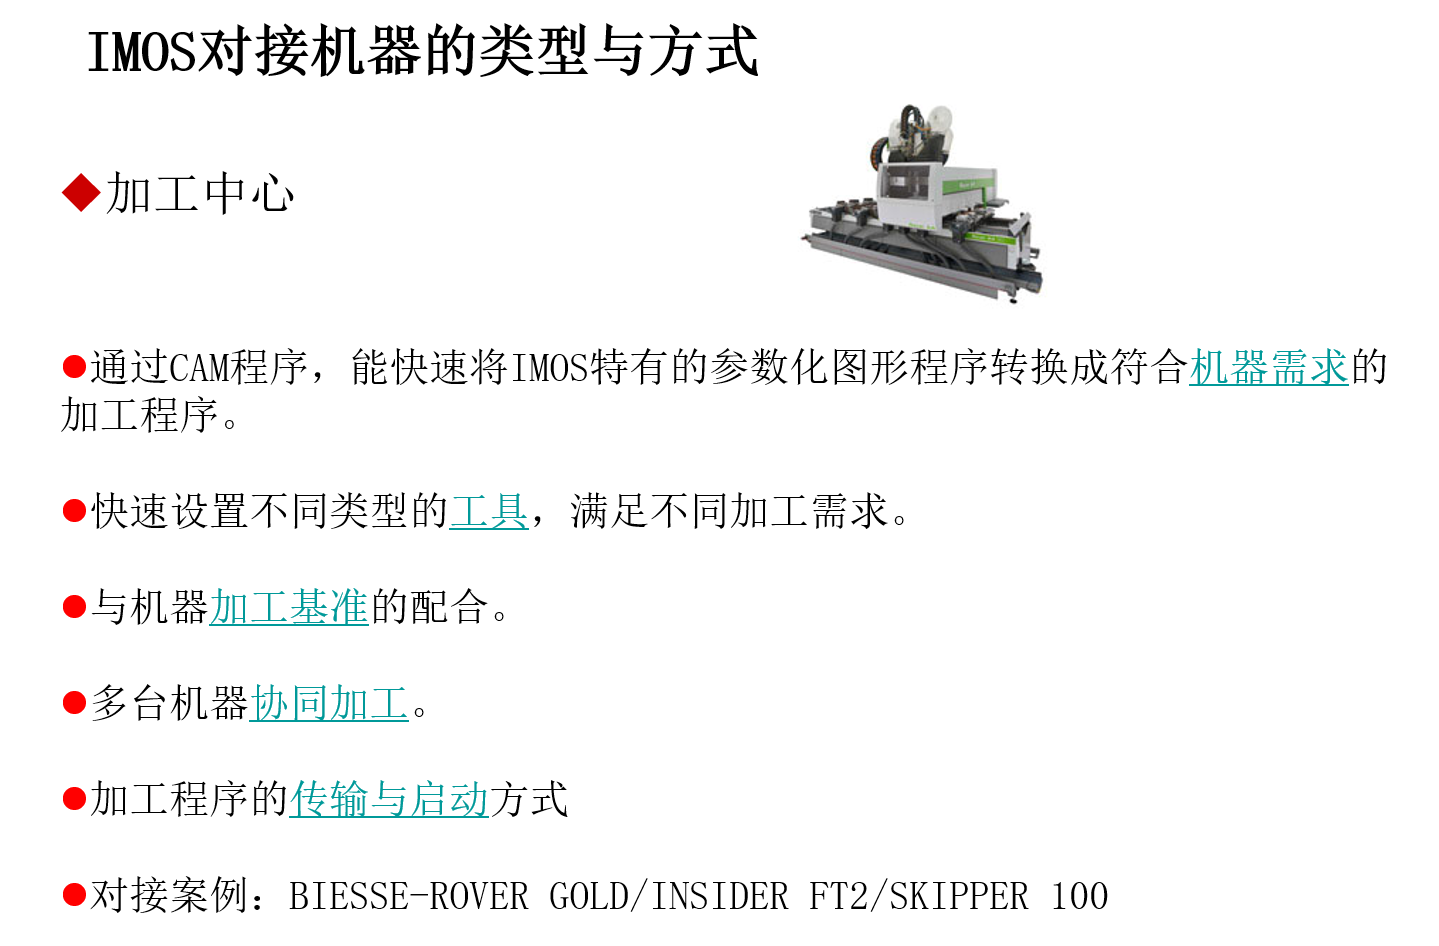 IMOS对接机器的类型与方式
◆加工中心
●通过CAM程序，能快速将IMOS特有的参数化图形程序转换成符合机器需求的
加工程序。
●快速设置不同类型的工具，满足不同加工需求。
●与机器加工基准的配合。
●多台机器协同加工。
●加工程序的传输与启动方式
●对接案例：BIESSE-ROVER GOLD/INSIDER FT2/SKIPPER 100